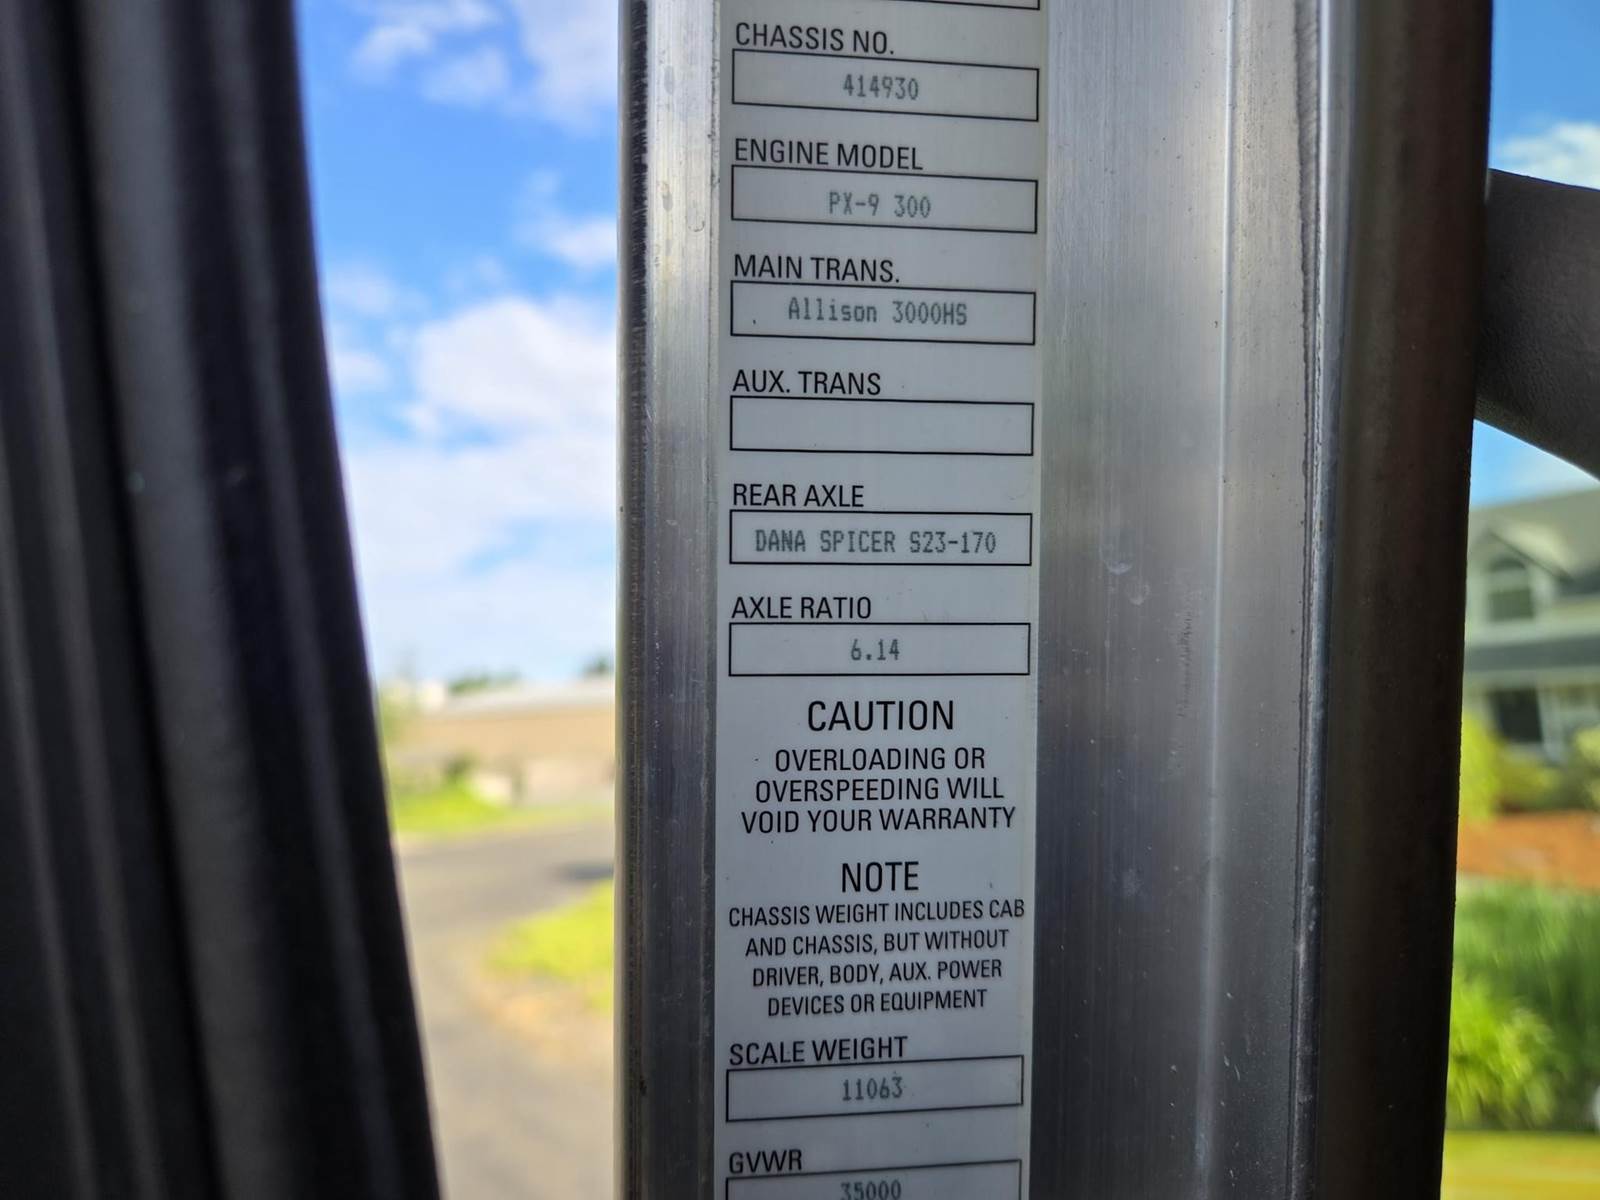 CHASSIS NO.
414930
ENGINE MODEL
PX-9 300
MAIN TRANS.
Allison 3000HS
AUX. TRANS
REAR AXLE
DANA SPICER S23-170
AXLE RATIO
6.14
CAUTION
OVERLOADING OR
OVERSPEEDING WILL
VOID YOUR WARRANTY
NOTE
CHASSIS WEIGHT INCLUDES CAB
AND CHASSIS, BUT WITHOUT
DRIVER, BODY, AUX. POWER
DEVICES OR EQUIPMENT
SCALE WEIGHT
11063
GVWR
35000